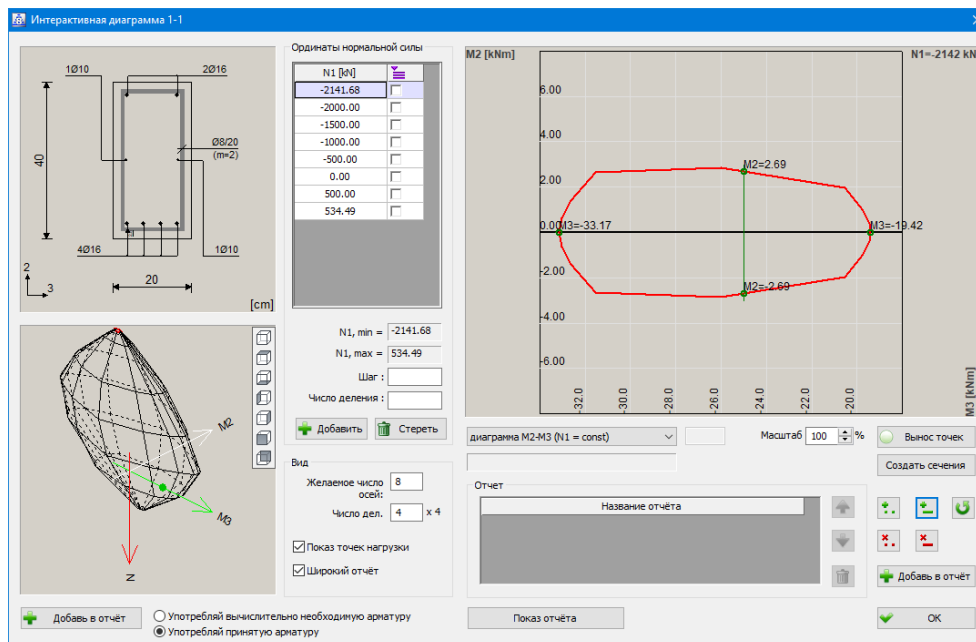 Интерактивная диаграмма 1-1
1Ø10
2Ø16
Ø8/20
(m=2)
40
4Ø16
1Ø10
20
2
3
[cm]
M2
M3
N
Добавь в отчёт
Употребляй вычислительно необходимую арматуру
Употребляй принятую арматуру
Ординаты нормальной силы
N1 [kN]
-2141.68
-2000.00
-1500.00
-1000.00
-500.00
0.00
500.00
534.49
N1, min = -2141.68
N1, max = 534.49
Шаг :
Число деления :
Добавить
Стереть
Вид
Желаемое число
осей: 8
Число дел. 4 x 4
Показ точек нагрузки
Широкий отчёт
M2 [kNm]
N1=-2142 kN
6.00
4.00
2.00
0.00
-2.00
-4.00
-6.00
M2=2.69
M3=-33.17
M3=-19.42
M2=-2.69
-32.0
-30.0
-28.0
-26.0
-24.0
-22.0
-20.0
M3 [kNm]
диаграмма M2-M3 (N1 = const)
Масштаб 100 %
Вынос точек
Создать сечения
Отчет
Название отчёта
Добавь в отчёт
Показ отчёта
OK